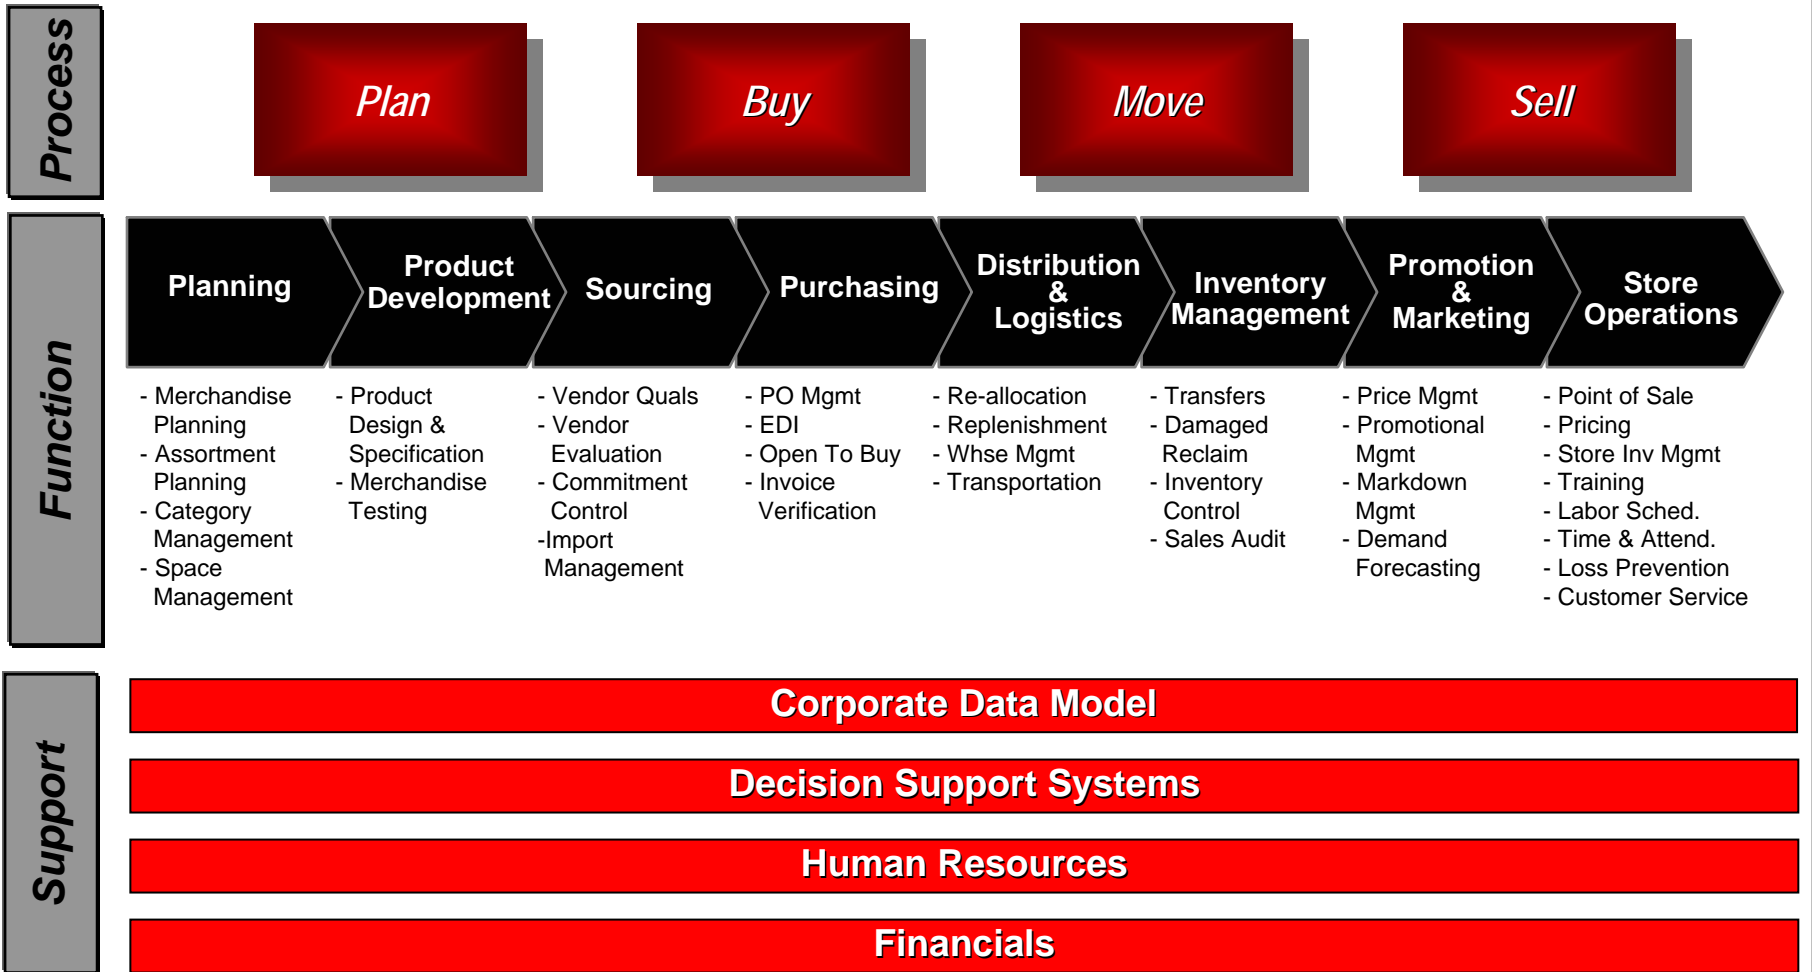 Process
Plan
Buy
Move
Sell
Function
Planning
Product
Development
Sourcing
Purchasing
Distribution
&
Logistics
Inventory
Management
Promotion
&
Marketing
Store
Operations
- Merchandise
Planning
- Assortment
Planning
- Category
Management
- Space
Management
- Product
Design &
Specification
- Merchandise
Testing
- Vendor Quals
- Vendor
Evaluation
- Commitment
Control
-Import
Management
- PO Mgmt
- EDI
- Open To Buy
- Invoice
Verification
- Re-allocation
- Replenishment
- Whse Mgmt
- Transportation
- Transfers
- Damaged
Reclaim
- Inventory
Control
- Sales Audit
- Price Mgmt
- Promotional
Mgmt
- Markdown
Mgmt
- Demand
Forecasting
- Point of Sale
- Pricing
- Store Inv Mgmt
- Training
- Labor Sched.
- Time & Attend.
- Loss Prevention
- Customer Service
Support
Corporate Data Model
Decision Support Systems
Human Resources
Financials